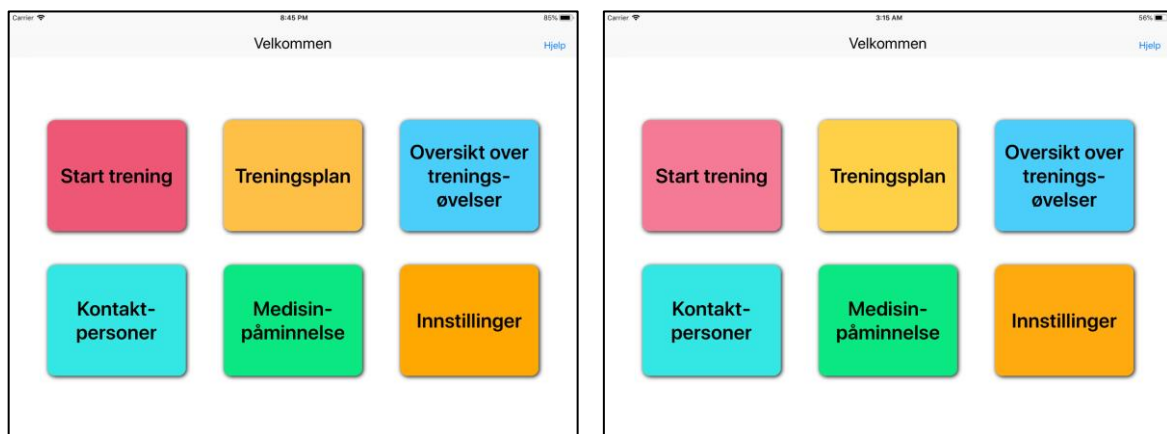 Carrier 8:45 PM 85%
Velkommen
Hjelp
Start trening
Treningsplan
Oversikt over
trenings-
øvelser
Kontakt-
personer
Medisin-
påminnelse
Innstillinger
Carrier 3:15 AM 56%
Velkommen
Hjelp
Start trening
Treningsplan
Oversikt over
trenings-
øvelser
Kontakt-
personer
Medisin-
påminnelse
Innstillinger